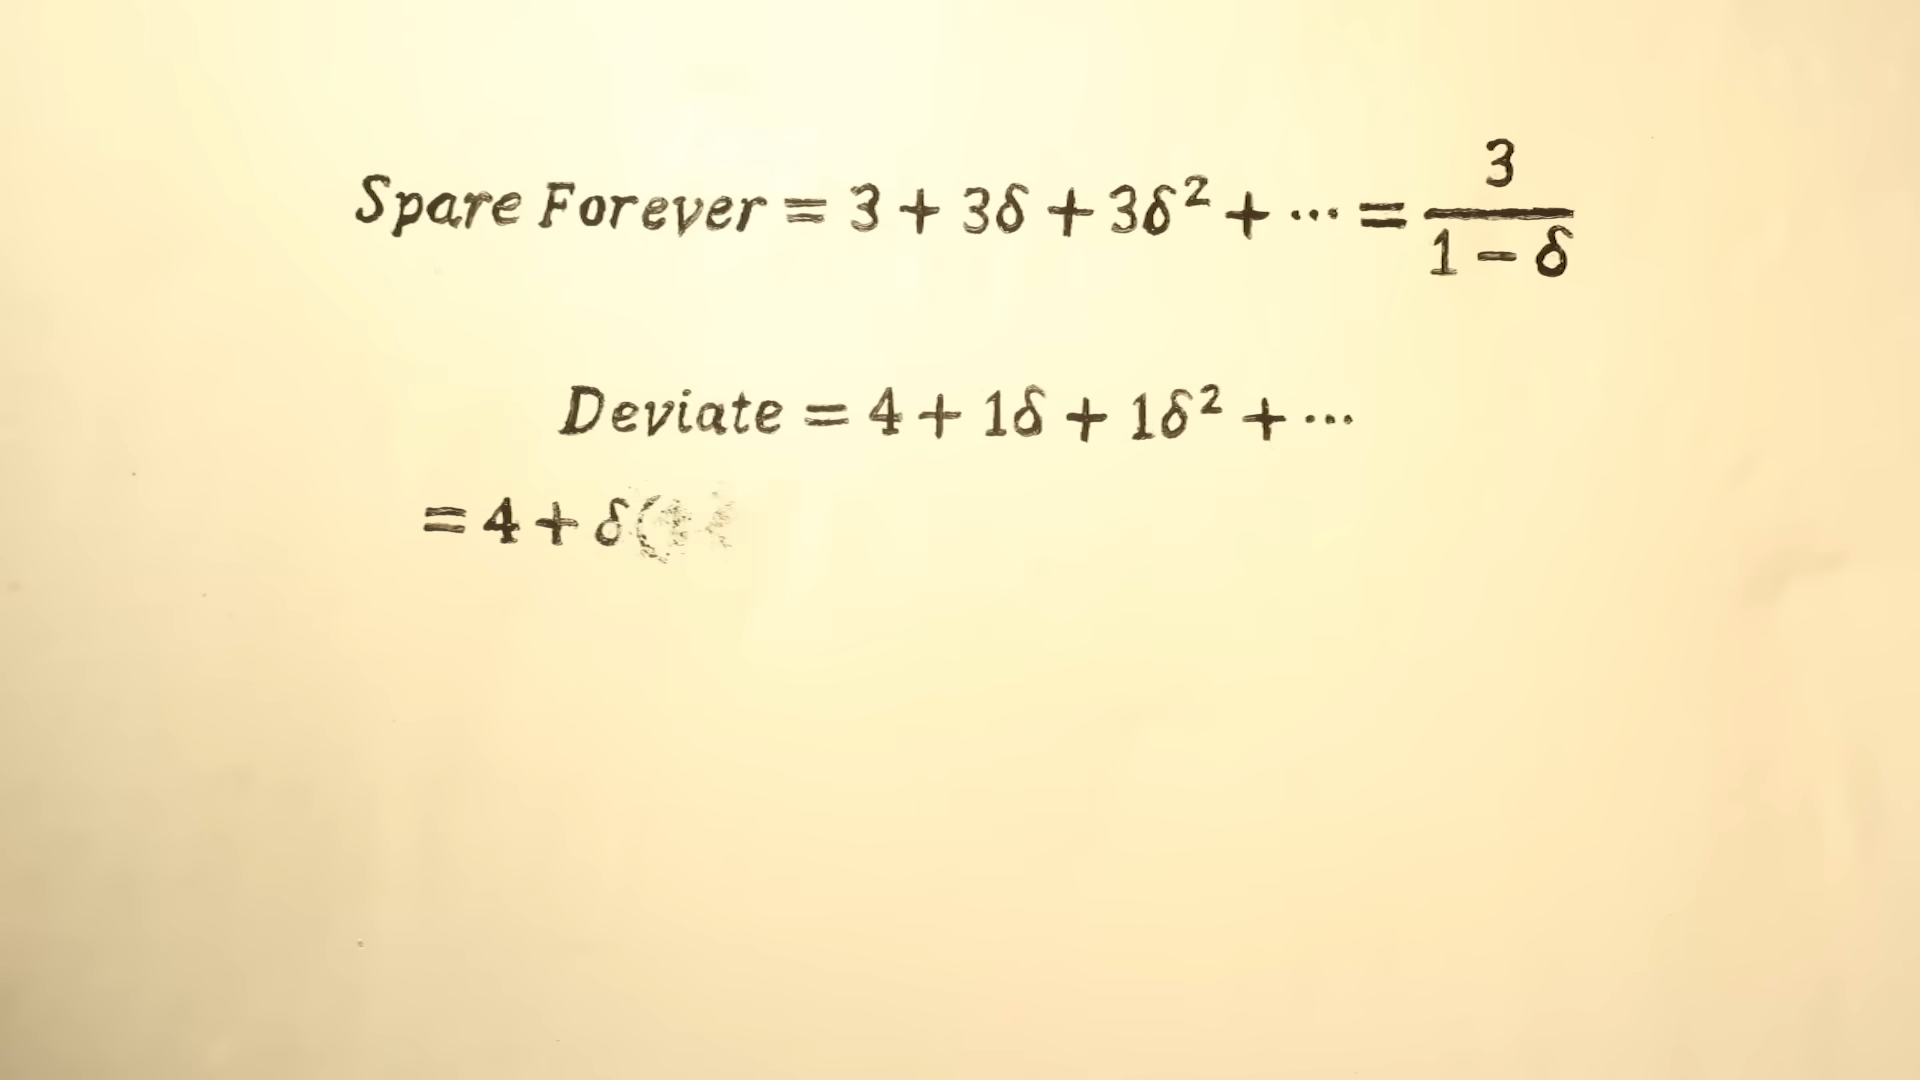 Spare Forever = 3 + 3δ + 3δ² + ⋯ = 3/(1 − δ)
Deviate = 4 + 1δ + 1δ² + ⋯
= 4 + δ(